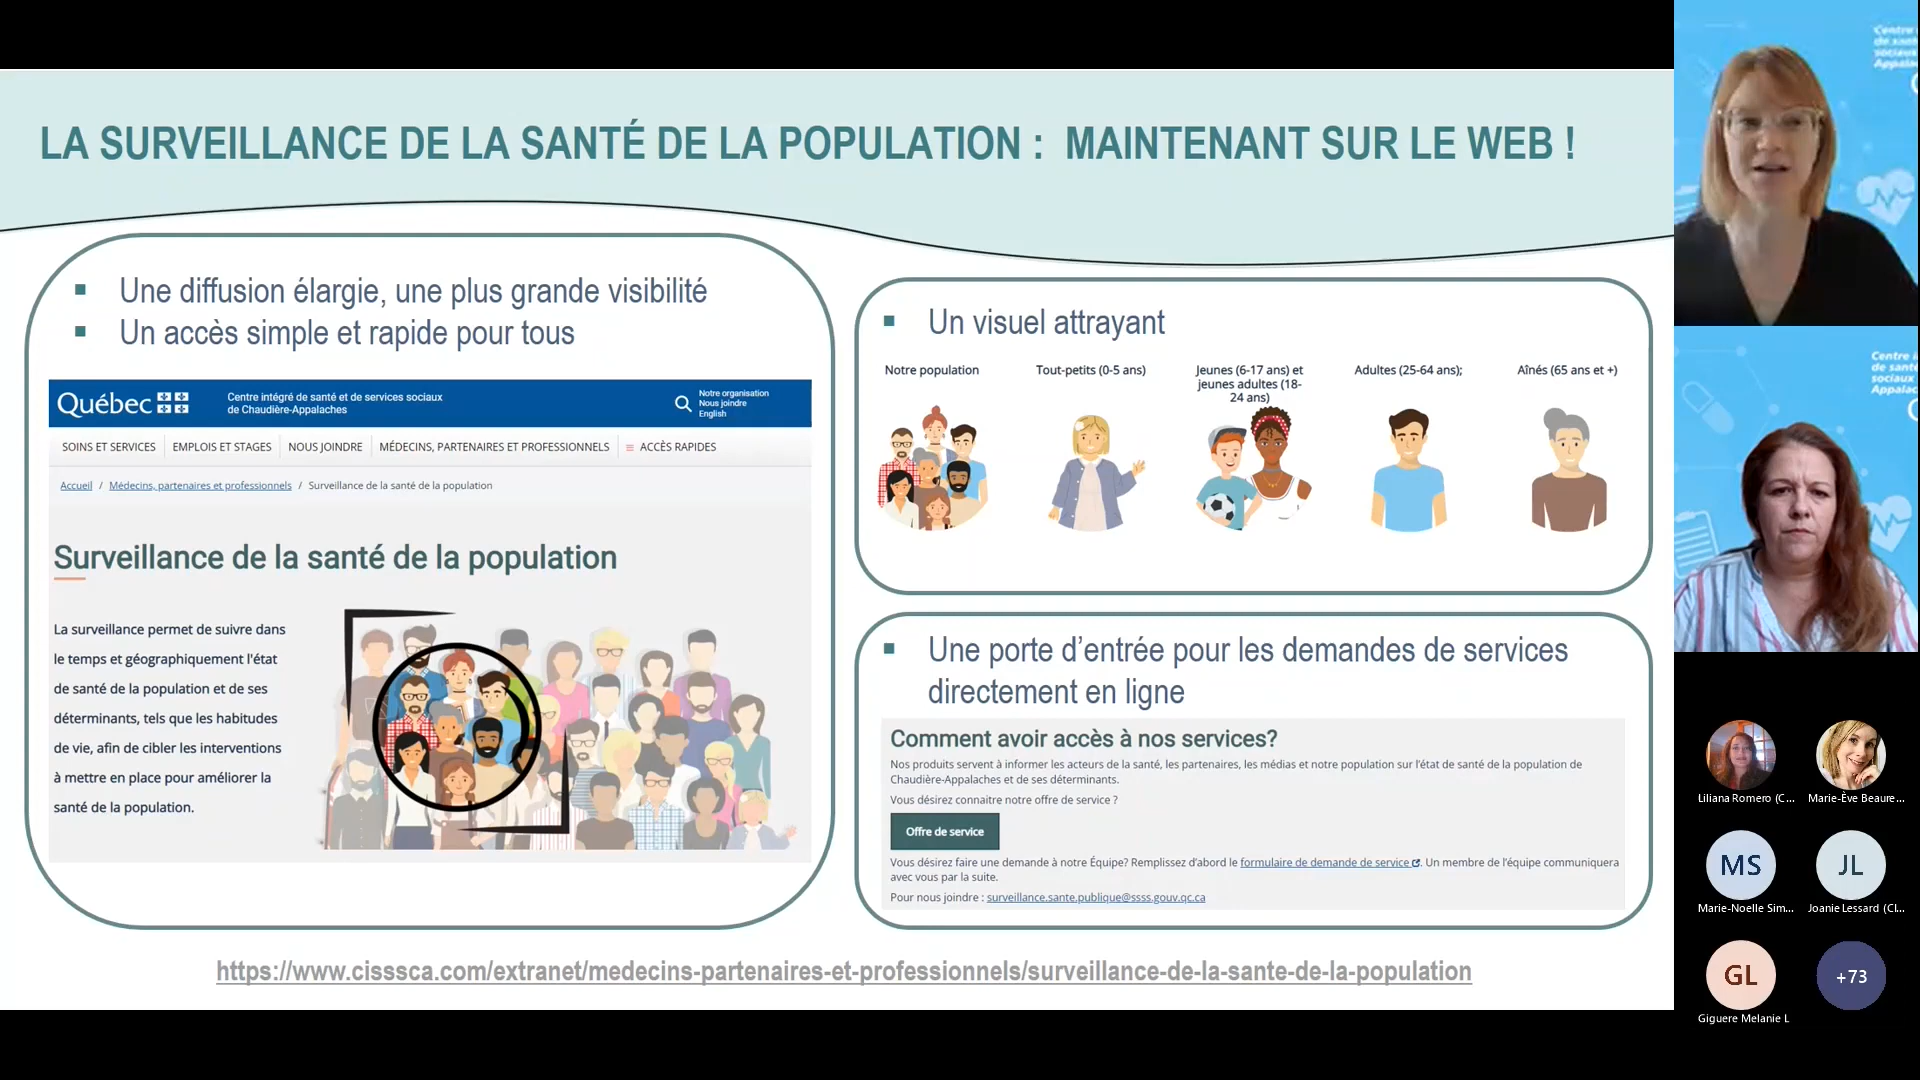 LA SURVEILLANCE DE LA SANTÉ DE LA POPULATION : MAINTENANT SUR LE WEB !
▪ Une diffusion élargie, une plus grande visibilité
▪ Un accès simple et rapide pour tous
Québec
Centre intégré de santé et de services sociaux
de Chaudière-Appalaches
Notre organisation
Nous joindre
English
SOINS ET SERVICES
EMPLOIS ET STAGES
NOUS JOINDRE
MÉDECINS, PARTENAIRES ET PROFESSIONNELS
ACCÈS RAPIDES
Accueil / Médecins, partenaires et professionnels / Surveillance de la santé de la population
Surveillance de la santé de la population
La surveillance permet de suivre dans
le temps et géographiquement l'état
de santé de la population et de ses
déterminants, tels que les habitudes
de vie, afin de cibler les interventions
à mettre en place pour améliorer la
santé de la population.
▪ Un visuel attrayant
Notre population
Tout-petits (0-5 ans)
Jeunes (6-17 ans) et
jeunes adultes (18-
24 ans)
Adultes (25-64 ans);
Aînés (65 ans et +)
▪ Une porte d'entrée pour les demandes de services
directement en ligne
Comment avoir accès à nos services?
Nos produits servent à informer les acteurs de la santé, les partenaires, les médias et notre population sur l'état de santé de la population de
Chaudière-Appalaches et de ses déterminants.
Vous désirez connaitre notre offre de service ?
Offre de service
Vous désirez faire une demande à notre Équipe? Remplissez d'abord le formulaire de demande de service. Un membre de l'équipe communiquera
avec vous par la suite.
Pour nous joindre : surveillance.sante.publique@ssss.gouv.qc.ca
https://www.cisssca.com/extranet/medecins-partenaires-et-professionnels/surveillance-de-la-sante-de-la-population
Centre i
de santé
sociaux
Appalac
Liliana Romero (C...
Marie-Ève Beaure...
MS
JL
Marie-Noelle Sim...
Joanie Lessard (CI...
GL
+73
Giguere Melanie L